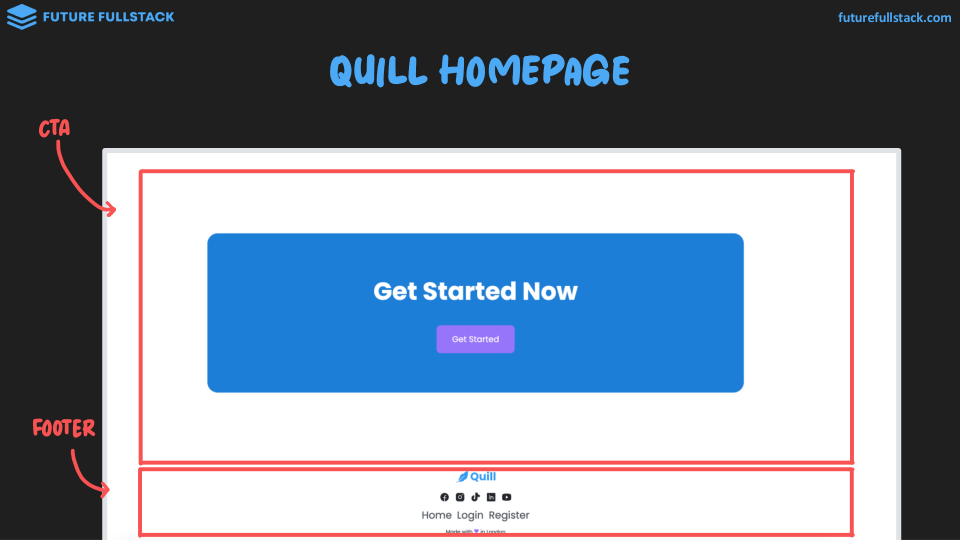 FUTURE FULLSTACK
futurefullstack.com
QUILL HOMEPAGE
CTA
Get Started Now
Get Started
FOOTER
Quill
Home Login Register
Made with 💜 in London